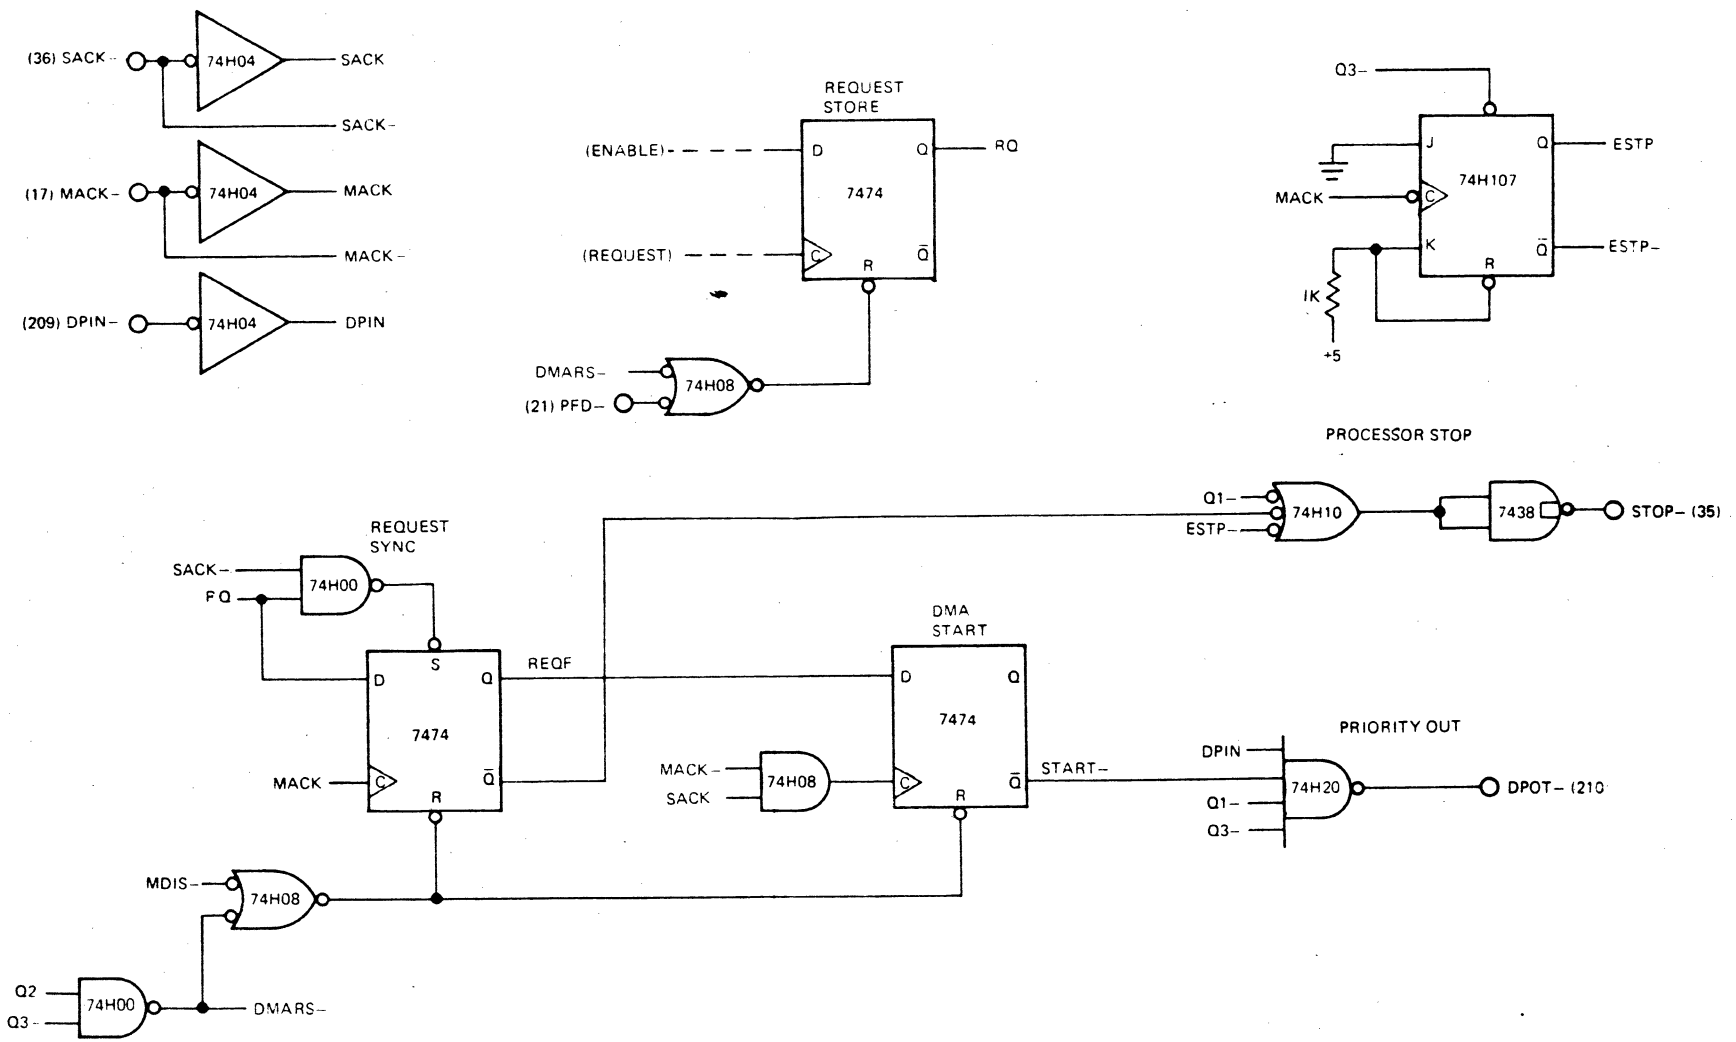 (36) SACK-
74H04
SACK
SACK-
(17) MACK-
74H04
MACK
MACK-
(209) DPIN-
74H04
DPIN
REQUEST
STORE
(ENABLE)-
D
Q
RQ
7474
(REQUEST)
C
Q
R
DMARS-
74H08
(21) PFD-
Q3-
J
Q
ESTP
74H107
MACK
C
K
Q
ESTP-
R
1K
+5
PROCESSOR STOP
Q1-
74H10
ESTP-
7438
STOP- (35)
REQUEST
SYNC
SACK-
74H00
RQ
S
D
Q
REQF
7474
MACK
C
Q
R
DMA
START
D
Q
7474
MACK-
74H08
SACK
C
Q
START-
R
PRIORITY OUT
DPIN
74H20
Q1-
Q3-
DPOT- (210
MDIS-
74H08
Q2
74H00
Q3-
DMARS-